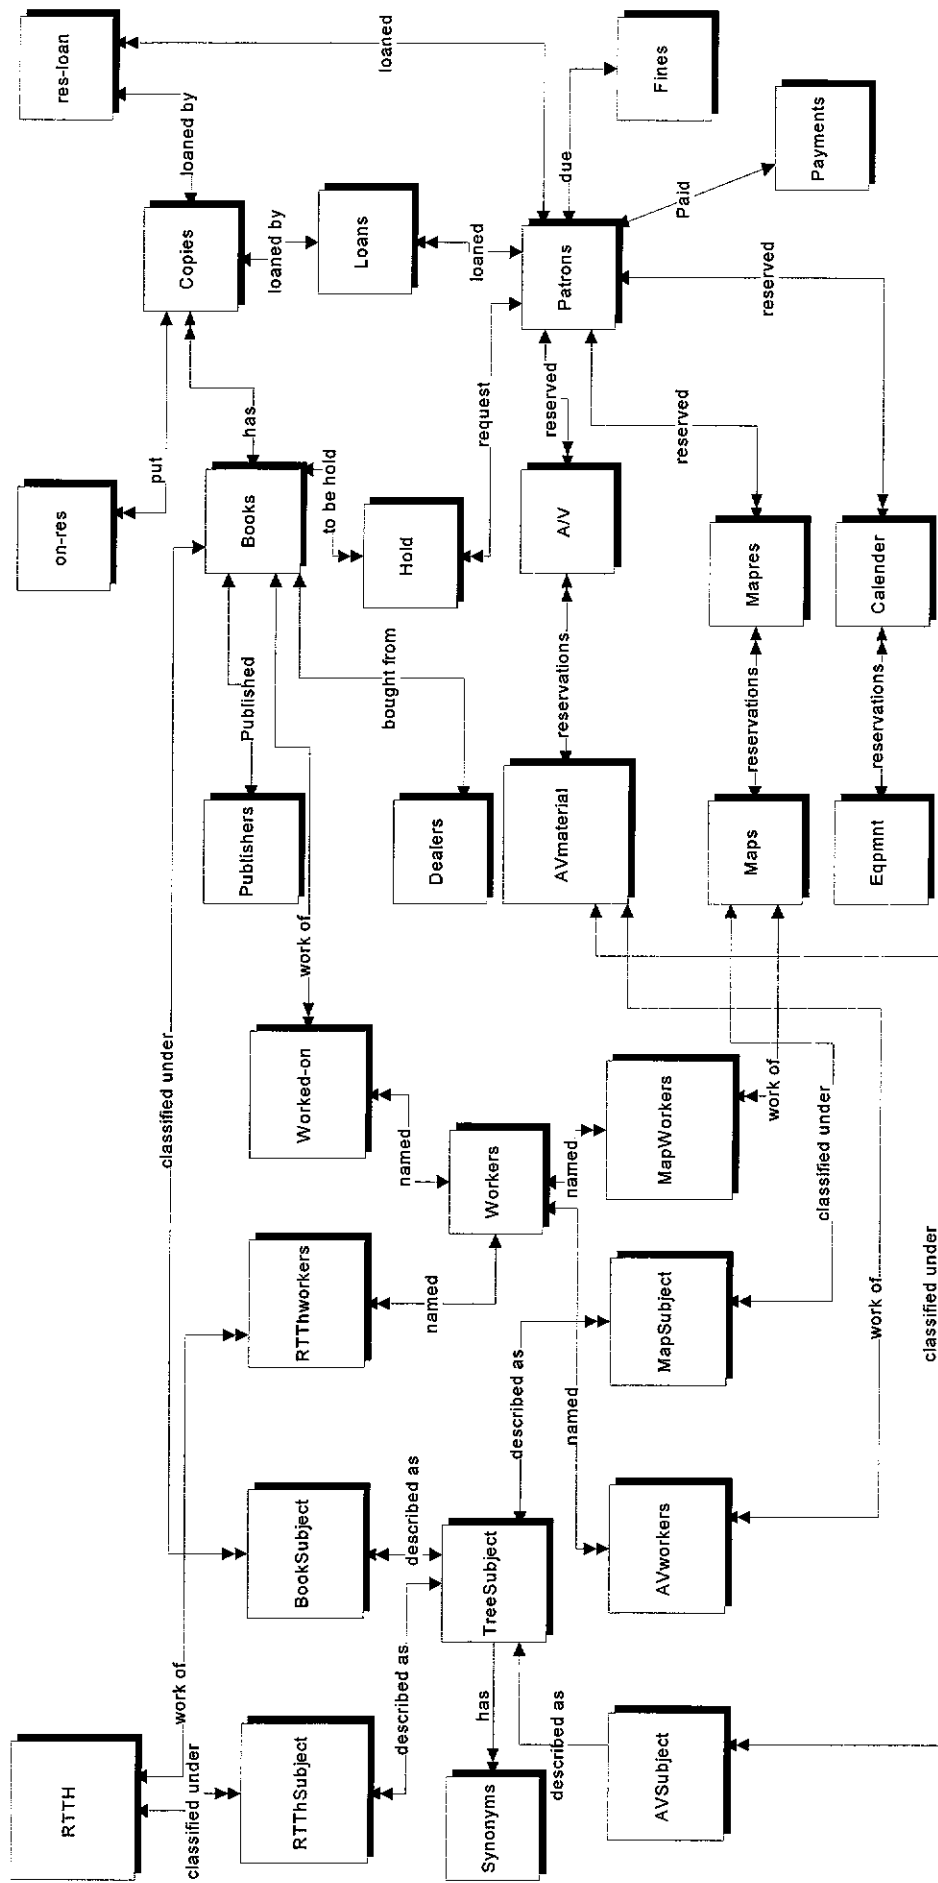 RTTH
on-res
res-loan
classified under
put
loaned by
work of
classified under
Copies
RTThSubject
BookSubject
RTThworkers
Worked-on
Publishers
Published
Books
has
loaned by
work of
to be hold
Loans
loaned
described as
described as
named
named
bought from
Hold
Synonyms
has
TreeSubject
Workers
Dealers
request
loaned
described as
described as
named
named
AVmaterial
reservations
A/V
reserved
Patrons
due
AVSubject
AVworkers
MapSubject
MapWorkers
Fines
Paid
reserved
work of
Maps
reservations
Mapres
reserved
Payments
classified under
work of
Eqpmnt
reservations
Calender
classified under